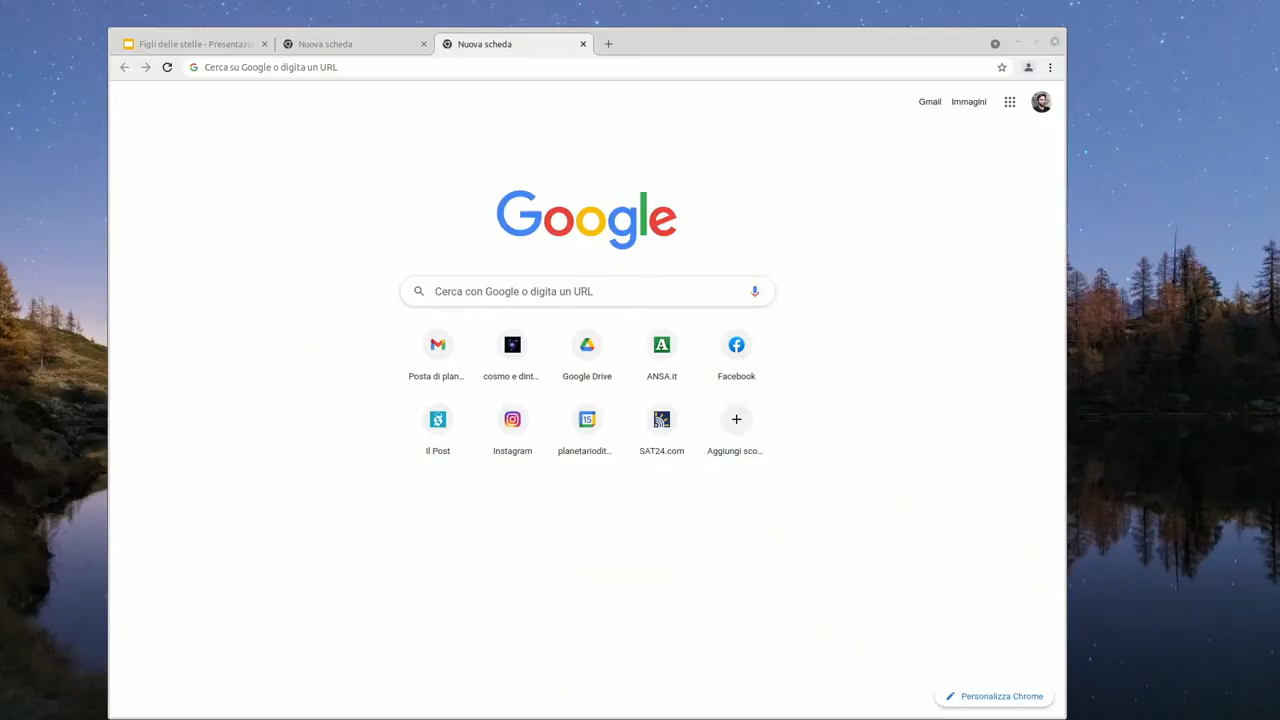 Figli delle stelle - Presentazi
Nuova scheda
Nuova scheda
Cerca su Google o digita un URL
Gmail
Immagini
Google
Cerca con Google o digita un URL
Posta di plan...
cosmo e dint...
Google Drive
ANSA.it
Facebook
15
Il Post
Instagram
planetariodit...
SAT24.com
Aggiungi sco...
Personalizza Chrome